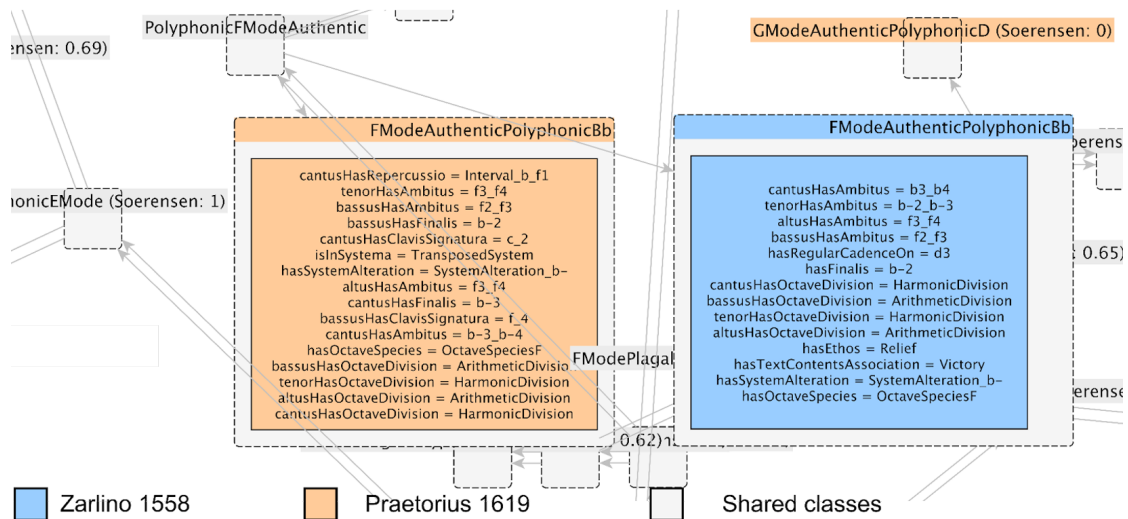 PolyphonicFModeAuthentic
GModeAuthenticPolyphonicD (Soerensen: 0)
ensen: 0.69)
FModeAuthenticPolyphonicBb
cantusHasRepercussio = Interval_b_f1
tenorHasAmbitus = f3_f4
bassusHasAmbitus = f2_f3
bassusHasFinalis = b-2
cantusHasClavisSignatura = c_2
isInSystema = TransposedSystem
hasSystemAlteration = SystemAlteration_b-
altusHasAmbitus = f3_f4
cantusHasFinalis = b-3
bassusHasClavisSignatura = f_4
cantusHasAmbitus = b-3_b-4
hasOctaveSpecies = OctaveSpeciesF
bassusHasOctaveDivision = ArithmeticDivisio
tenorHasOctaveDivision = HarmonicDivision
altusHasOctaveDivision = ArithmeticDivision
cantusHasOctaveDivision = HarmonicDivision
FModeAuthenticPolyphonicBb
cantusHasAmbitus = b3_b4
tenorHasAmbitus = b-2_b-3
altusHasAmbitus = f3_f4
bassusHasAmbitus = f2_f3
hasRegularCadenceOn = d3
hasFinalis = b-2
cantusHasOctaveDivision = HarmonicDivision
bassusHasOctaveDivision = ArithmeticDivision
tenorHasOctaveDivision = HarmonicDivision
altusHasOctaveDivision = ArithmeticDivision
hasEthos = Relief
hasTextContentsAssociation = Victory
hasSystemAlteration = SystemAlteration_b-
hasOctaveSpecies = OctaveSpeciesF
honicEMode (Soerensen: 1)
: 0.65)
FModePlagal
0.62)
Zarlino 1558
Praetorius 1619
Shared classes